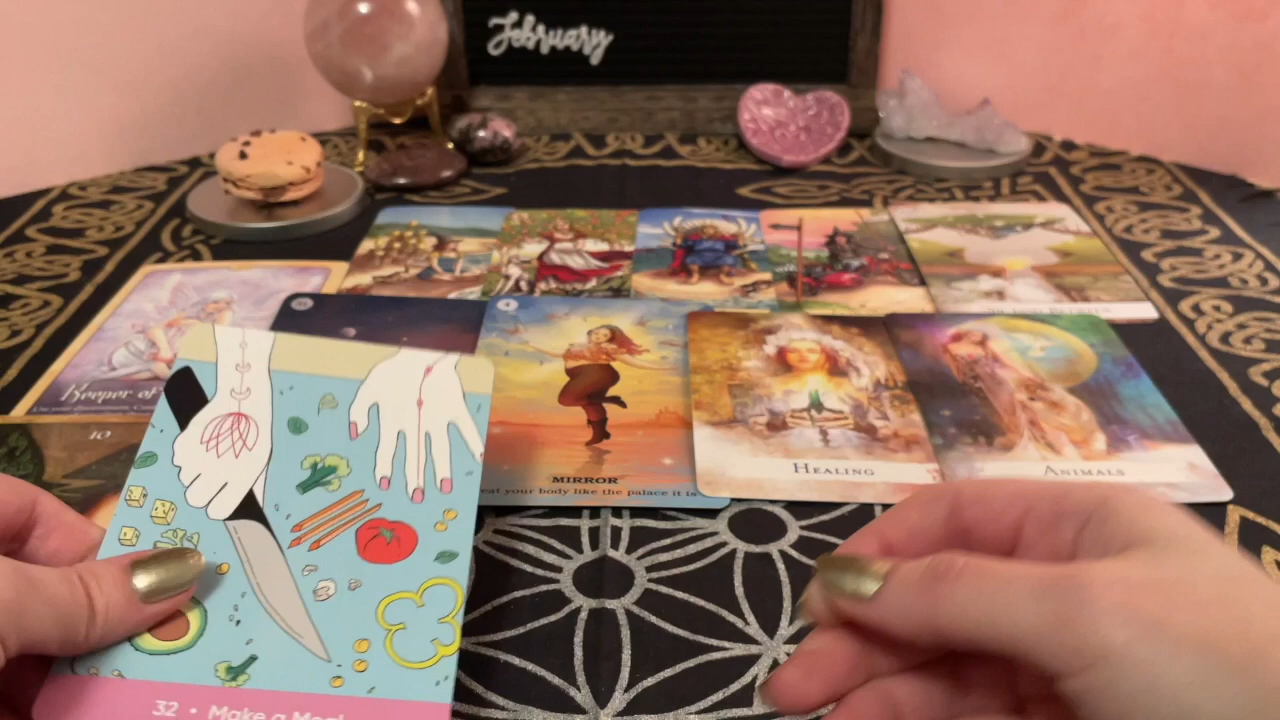 February
Keeper of
10
MIRROR
eat your body like the palace it is
HEALING
ANIMALS
32 • Make a Meal